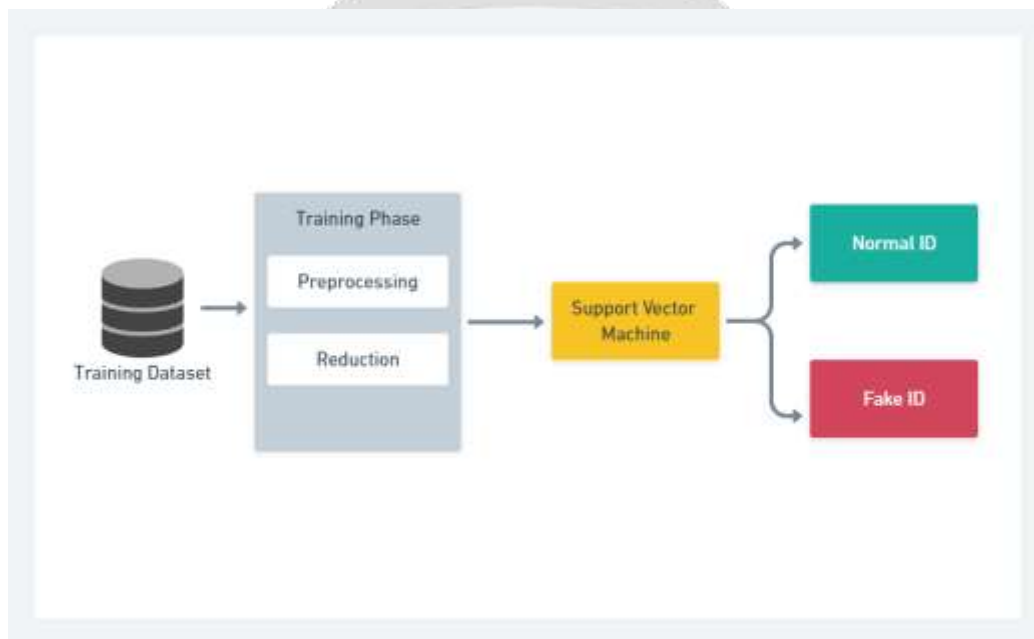 Training Dataset
Training Phase
Preprocessing
Reduction
Support Vector
Machine
Normal ID
Fake ID